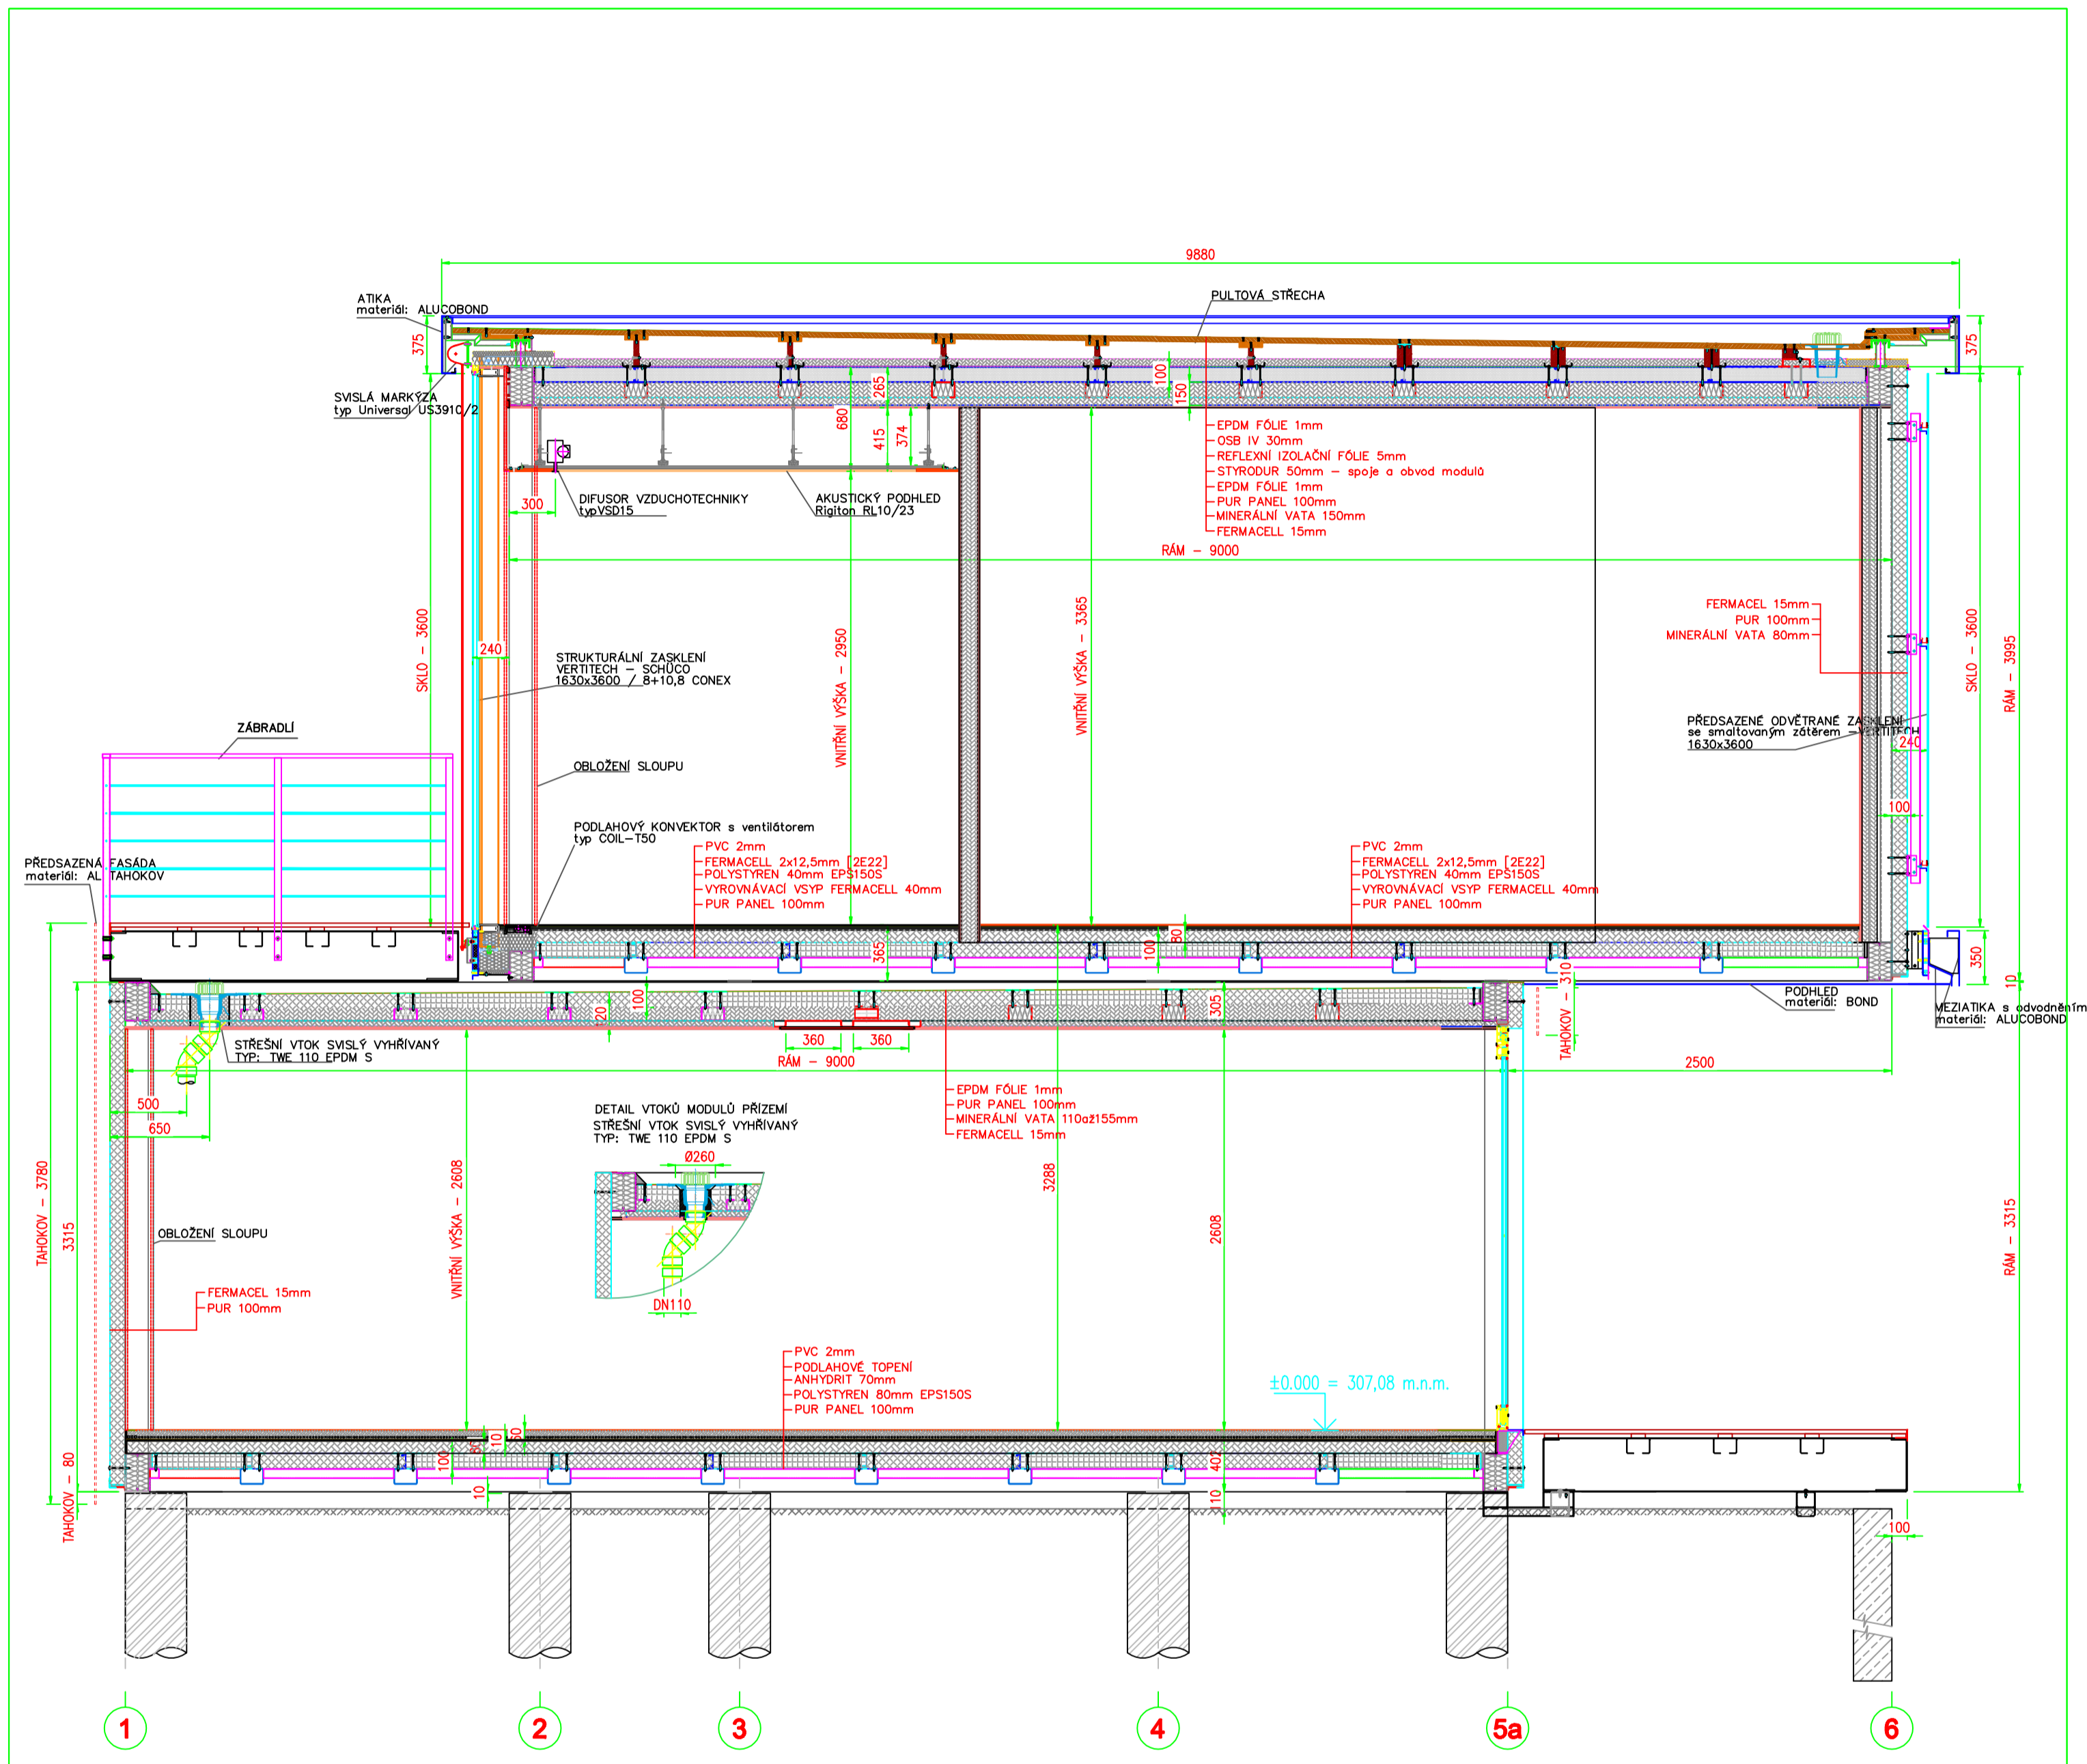 9880
ATIKA
materiál: ALUCOBOND
PULTOVÁ STŘECHA
375
375
SVISLÁ MARKÝZA
typ Universal US3910/2
680
265
415
374
100
150
EPDM FÓLIE 1mm
OSB IV 30mm
REFLEXNÍ IZOLAČNÍ FÓLIE 5mm
STYRODUR 50mm – spoje a obvod modulů
EPDM FÓLIE 1mm
PUR PANEL 100mm
MINERÁLNÍ VATA 150mm
FERMACELL 15mm
300
DIFUSOR VZDUCHOTECHNIKY
typVSD15
AKUSTICKÝ PODHLED
Rigiton RL10/23
RÁM – 9000
SKLO – 3600
240
STRUKTURÁLNÍ ZASKLENÍ
VERTITECH – SCHÜCO
1630x3600 / 8+10,8 CONEX
VNITŘNÍ VÝŠKA – 2950
VNITŘNÍ VÝŠKA – 3365
FERMACEL 15mm
PUR 100mm
MINERÁLNÍ VATA 80mm
SKLO – 3600
RÁM – 3995
PŘEDSAZENÉ ODVĚTRANÉ ZASKLENÍ
se smaltovaným zátěrem –VERTITECH
1630x3600
240
100
ZÁBRADLÍ
OBLOŽENÍ SLOUPU
PODLAHOVÝ KONVEKTOR s ventilátorem
typ COIL–T50
PŘEDSAZENÁ FASÁDA
materiál: AL TAHOKOV
PVC 2mm
FERMACELL 2x12,5mm [2E22]
POLYSTYREN 40mm EPS150S
VYROVNÁVACÍ VSYP FERMACELL 40mm
PUR PANEL 100mm
PVC 2mm
FERMACELL 2x12,5mm [2E22]
POLYSTYREN 40mm EPS150S
VYROVNÁVACÍ VSYP FERMACELL 40mm
PUR PANEL 100mm
365
100
80
350
10
100
120
305
TAHOKOV – 310
PODHLED
materiál: BOND
MEZIATIKA s odvodněním
materiál: ALUCOBOND
STŘEŠNÍ VTOK SVISLÝ VYHŘÍVANÝ
TYP: TWE 110 EPDM S
360
360
RÁM – 9000
2500
500
650
EPDM FÓLIE 1mm
PUR PANEL 100mm
MINERÁLNÍ VATA 110až155mm
FERMACELL 15mm
DETAIL VTOKŮ MODULŮ PŘÍZEMÍ
STŘEŠNÍ VTOK SVISLÝ VYHŘÍVANÝ
TYP: TWE 110 EPDM S
Ø260
DN110
TAHOKOV – 3780
3315
OBLOŽENÍ SLOUPU
VNITŘNÍ VÝŠKA – 2608
3288
2608
RÁM – 3315
FERMACEL 15mm
PUR 100mm
PVC 2mm
PODLAHOVÉ TOPENÍ
ANHYDRIT 70mm
POLYSTYREN 80mm EPS150S
PUR PANEL 100mm
±0.000 = 307,08 m.n.m.
100
80
10
60
402
10
110
TAHOKOV – 80
100
1
2
3
4
5a
6